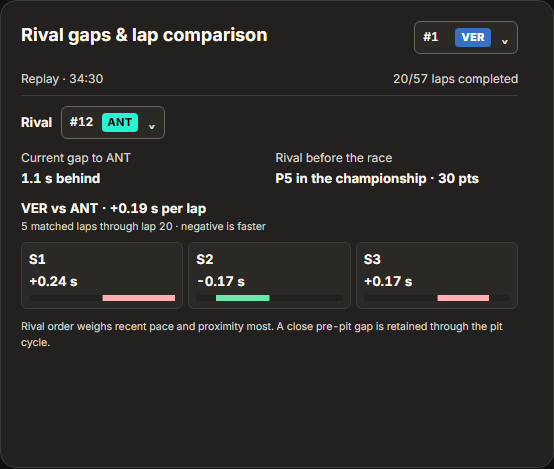 Rival gaps & lap comparison
#1 VER
Replay · 34:30
20/57 laps completed
Rival #12 ANT
Current gap to ANT
Rival before the race
1.1 s behind
P5 in the championship · 30 pts
VER vs ANT · +0.19 s per lap
5 matched laps through lap 20 · negative is faster
S1
S2
S3
+0.24 s
-0.17 s
+0.17 s
Rival order weighs recent pace and proximity most. A close pre-pit gap is retained through the pit
cycle.